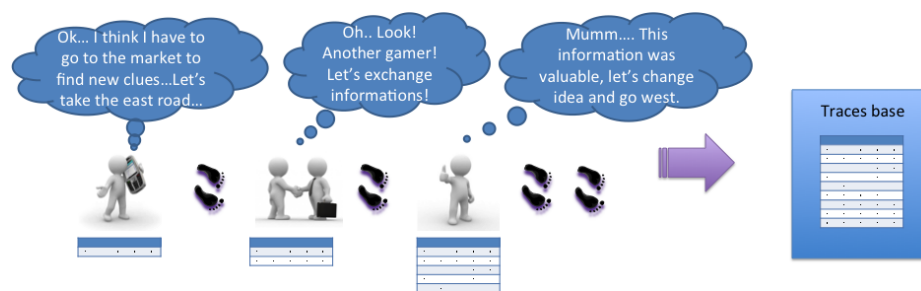 Ok... I think I have to
go to the market to
find new clues...Let's
take the east road...
Oh.. Look!
Another gamer!
Let's exchange
informations!
Mumm.... This
information was
valuable, let's change
idea and go west.
Traces base